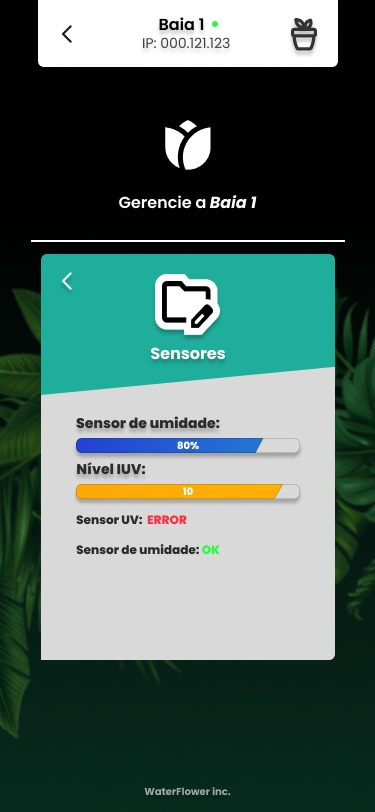 Baia 1
IP: 000.121.123
Gerencie a Baia 1
Sensores
Sensor de umidade:
80%
Nível IUV:
10
Sensor UV: ERROR
Sensor de umidade: OK
WaterFlower inc.